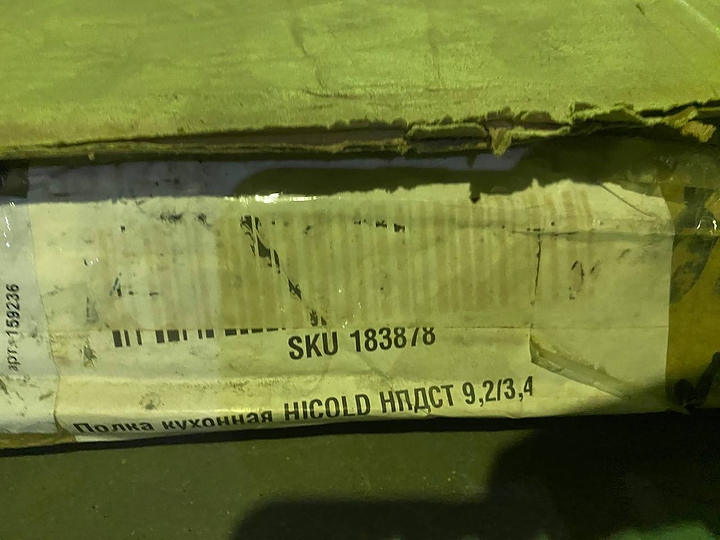 арт.: 159236
SKU 183878
Полка кухонная HICOLD НПДСТ 9,2/3,4